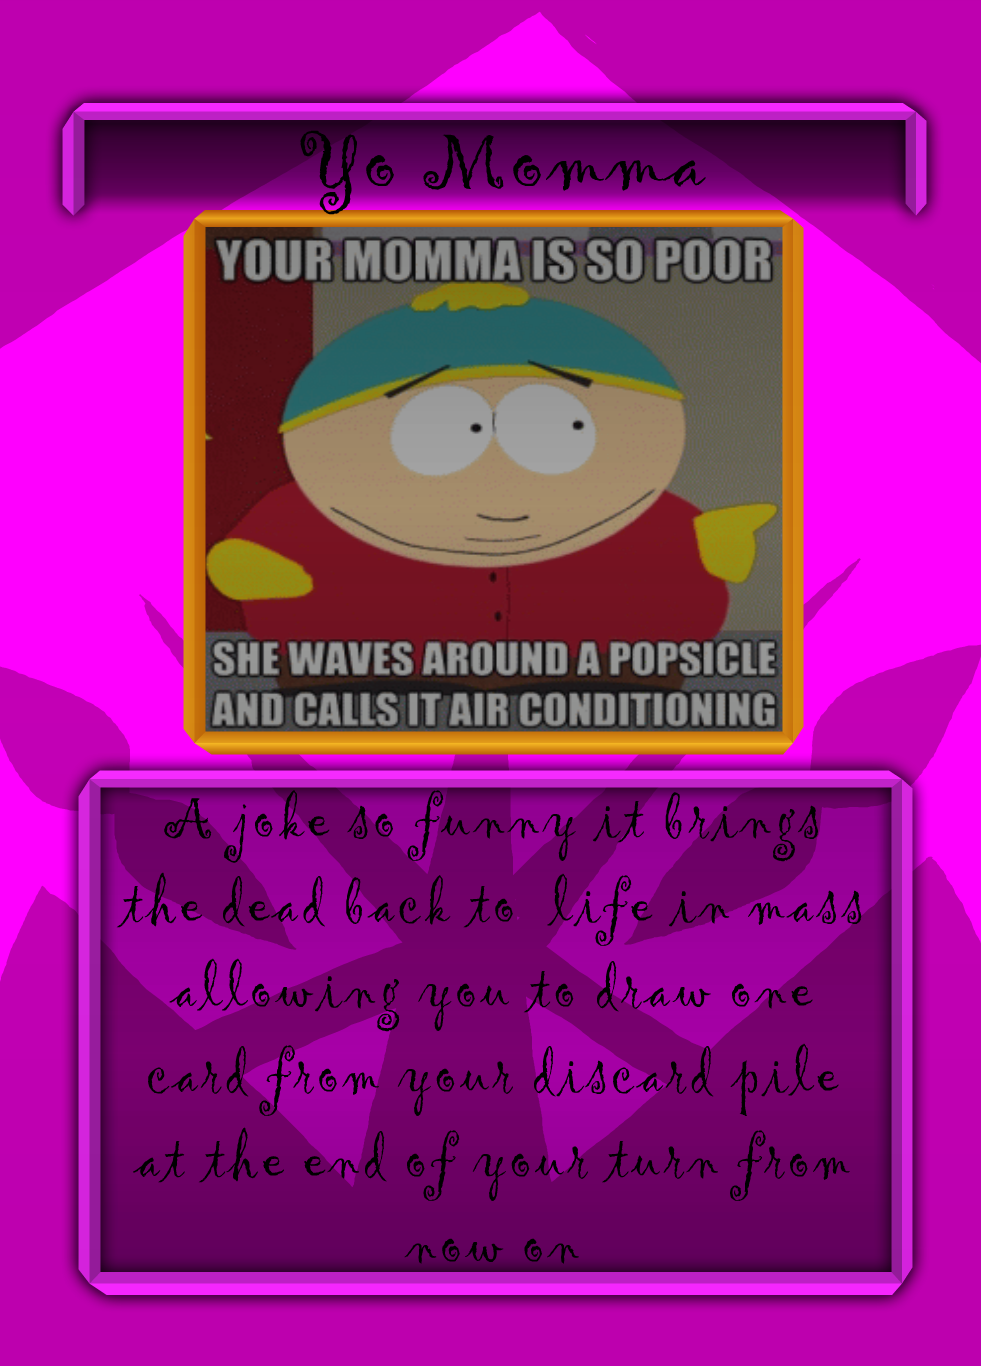 Yo Momma
YOUR MOMMA IS SO POOR
SHE WAVES AROUND A POPSICLE
AND CALLS IT AIR CONDITIONING
A joke so funny it brings
the dead back to life in mass
allowing you to draw one
card from your discard pile
at the end of your turn from
now on